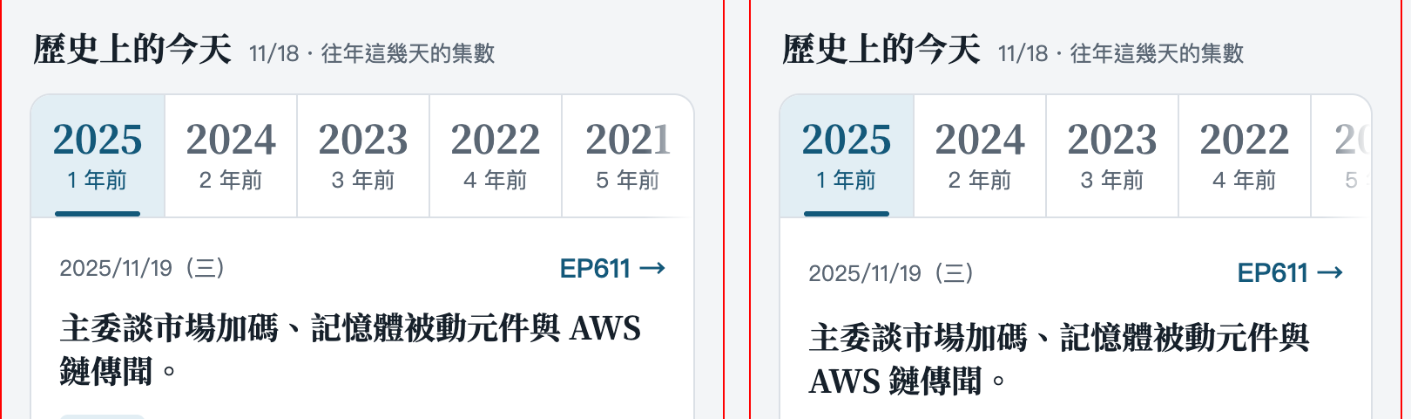 歷史上的今天 11/18 · 往年這幾天的集數
2025 2024 2023 2022 2021
1 年前 2 年前 3 年前 4 年前 5 年前
2025/11/19（三） EP611 →
主委談市場加碼、記憶體被動元件與 AWS
鏈傳聞。
歷史上的今天 11/18 · 往年這幾天的集數
2025 2024 2023 2022 20
1 年前 2 年前 3 年前 4 年前 5
2025/11/19（三） EP611 →
主委談市場加碼、記憶體被動元件與
AWS 鏈傳聞。